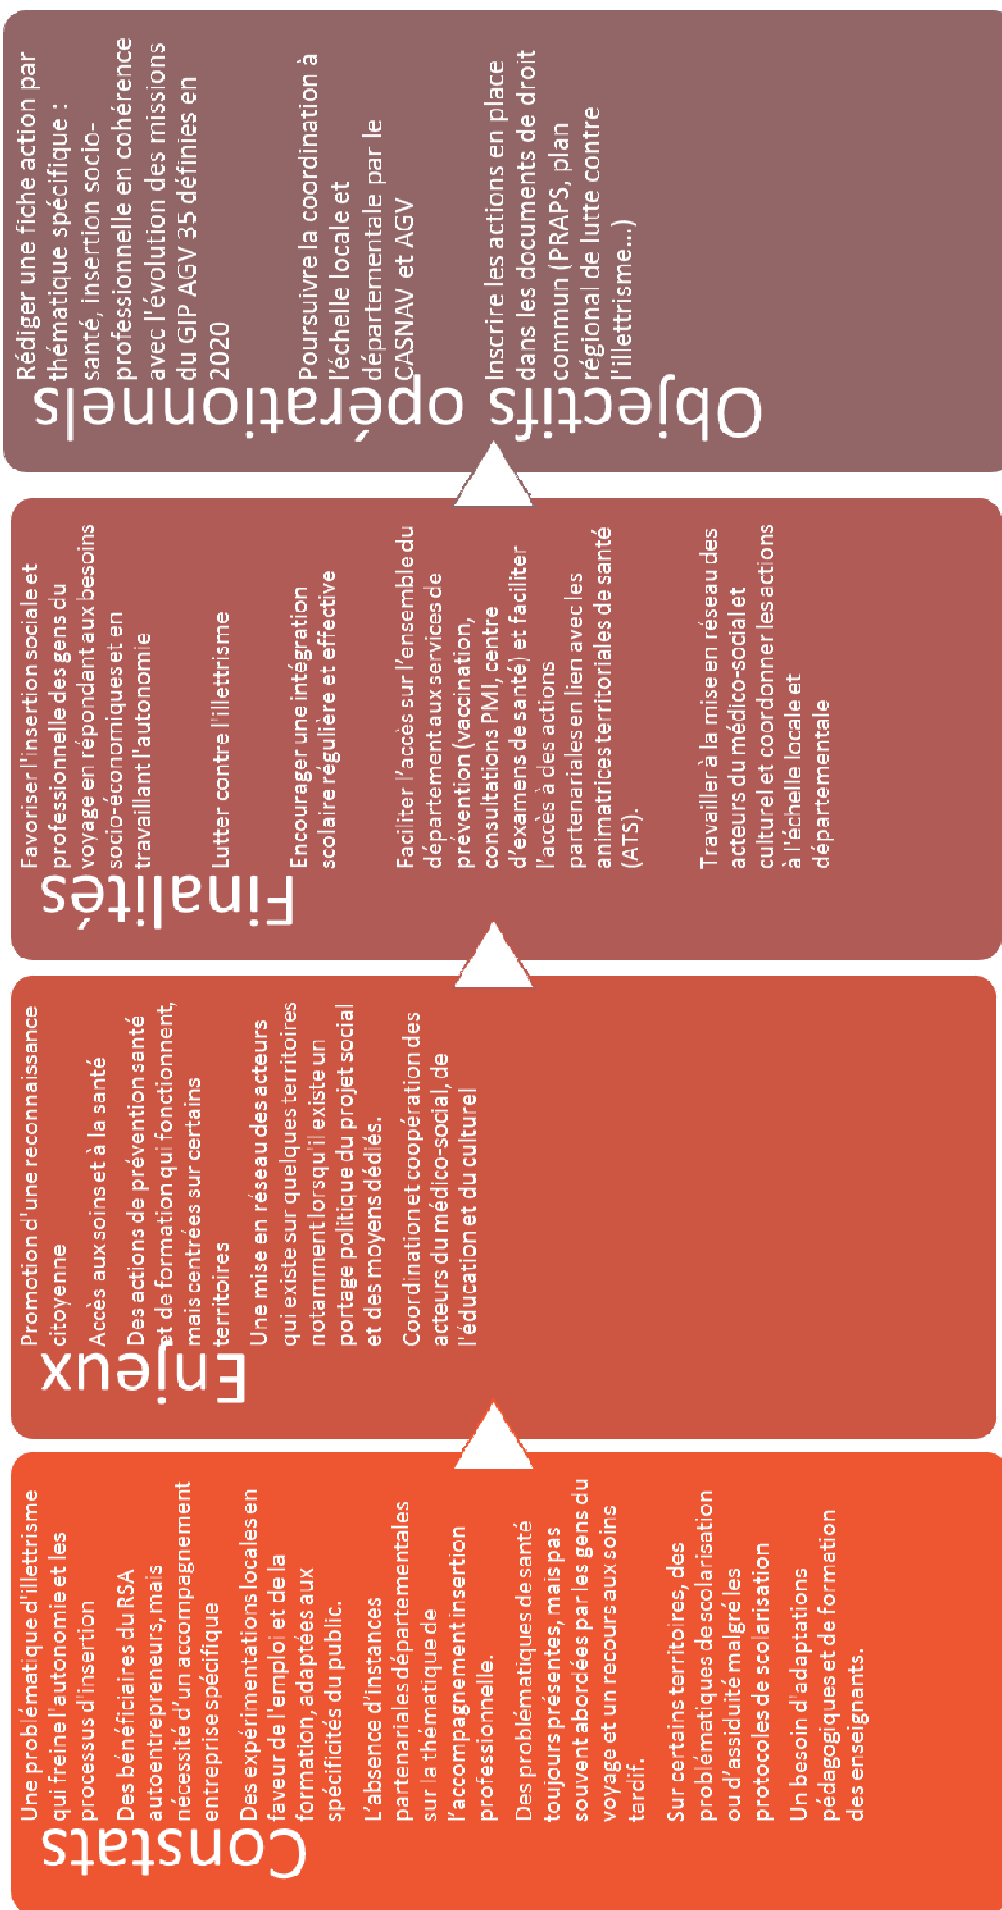 Constats
Une problématique d'illettrisme
qui freine l'autonomie et les
processus d'insertion
Des bénéficiaires du RSA
autoentrepreneurs, mais
nécessité d'un accompagnement
entreprise spécifique
Des expérimentations locales en
faveur de l'emploi et de la
formation, adaptées aux
spécificités du public.
L'absence d'instances
partenariales départementales
sur la thématique de
l'accompagnement insertion
professionnelle.
Des problématiques de santé
toujours présentes, mais pas
souvent abordées par les gens du
voyage et un recours aux soins
tardif.
Sur certains territoires, des
problématiques de scolarisation
ou d'assiduité malgré les
protocoles de scolarisation
Un besoin d'adaptations
pédagogiques et de formation
des enseignants.
Enjeux
Promotion d'une reconnaissance
citoyenne
Accès aux soins et à la santé
Des actions de prévention santé
et de formation qui fonctionnent,
mais centrées sur certains
territoires
Une mise en réseau des acteurs
qui existe sur quelques territoires
notamment lorsqu'il existe un
portage politique du projet social
et des moyens dédiés.
Coordination et coopération des
acteurs du médico-social, de
l'éducation et du culturel
Finalités
Favoriser l'insertion sociale et
professionnelle des gens du
voyage en répondant aux besoins
socio-économiques et en
travaillant l'autonomie
Lutter contre l'illettrisme
Encourager une intégration
scolaire régulière et effective
Faciliter l'accès sur l'ensemble du
département aux services de
prévention (vaccination,
consultations PMI, centre
d'examens de santé) et faciliter
l'accès à des actions
partenariales en lien avec les
animatrices territoriales de santé
(ATS).
Travailler à la mise en réseau des
acteurs du médico-social et
culturel et coordonner les actions
à l'échelle locale et
départementale
Objectifs opérationnels
Rédiger une fiche action par
thématique spécifique :
santé, insertion socio-
professionnelle en cohérence
avec l'évolution des missions
du GIP AGV 35 définies en
2020
Poursuivre la coordination à
l'échelle locale et
départementale par le
CASNAV et AGV
Inscrire les actions en place
dans les documents de droit
commun (PRAPS, plan
régional de lutte contre
l'illettrisme...)